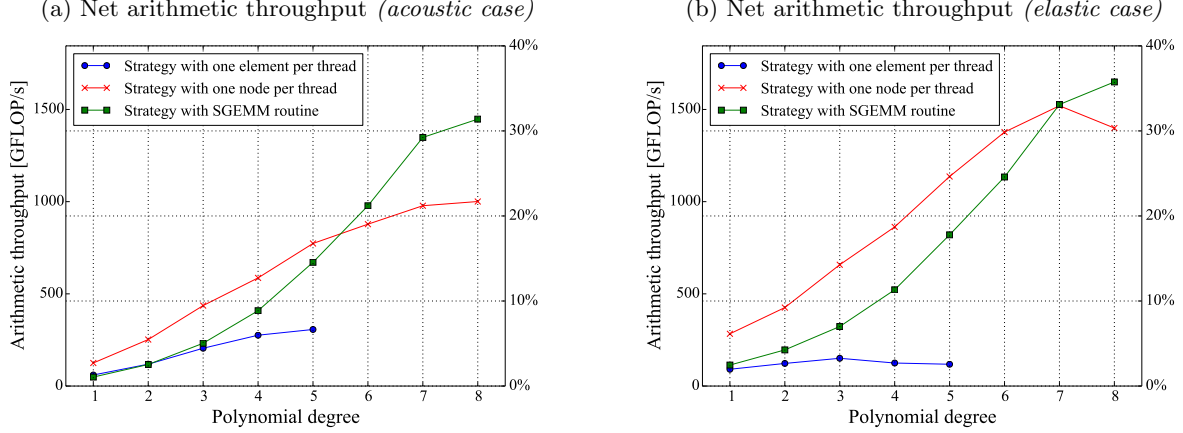 (a) Net arithmetic throughput (acoustic case)
Arithmetic throughput [GFLOP/s]
Strategy with one element per thread
Strategy with one node per thread
Strategy with SGEMM routine
1500
1000
500
0
40%
30%
20%
10%
0%
1 2 3 4 5 6 7 8
Polynomial degree
(b) Net arithmetic throughput (elastic case)
Arithmetic throughput [GFLOP/s]
Strategy with one element per thread
Strategy with one node per thread
Strategy with SGEMM routine
1500
1000
500
0
40%
30%
20%
10%
0%
1 2 3 4 5 6 7 8
Polynomial degree